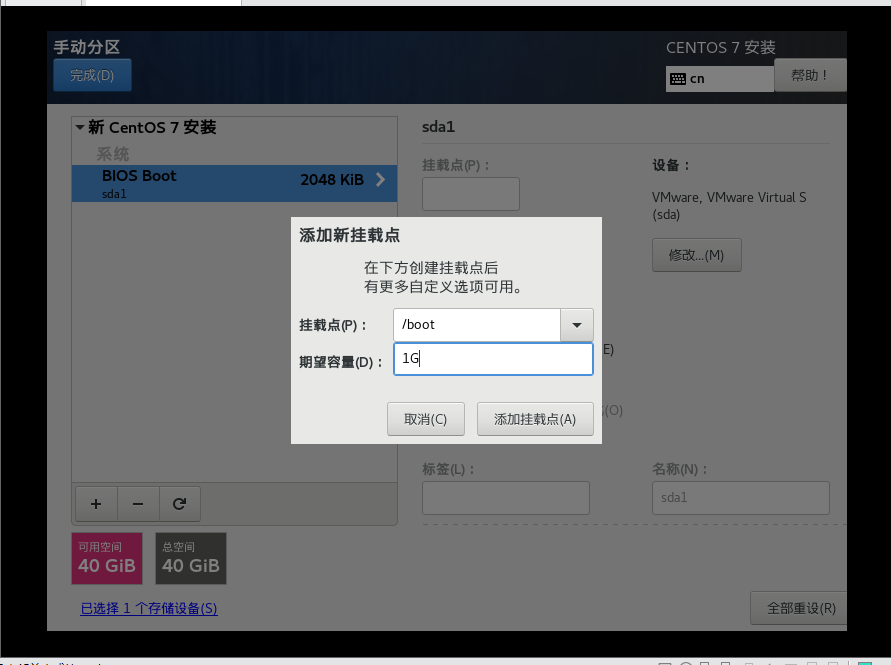 手动分区
CENTOS 7 安装
完成(D)
cn
帮助！
新 CentOS 7 安装
系统
BIOS Boot
2048 KiB
sda1
sda1
挂载点(P)：
设备：
VMware, VMware Virtual S
(sda)
修改...(M)
添加新挂载点
在下方创建挂载点后
有更多自定义选项可用。
挂载点(P)：
/boot
期望容量(D)：
1G
取消(C)
添加挂载点(A)
E)
(O)
标签(L)：
名称(N)：
sda1
可用空间
40 GiB
总空间
40 GiB
已选择 1 个存储设备(S)
全部重设(R)